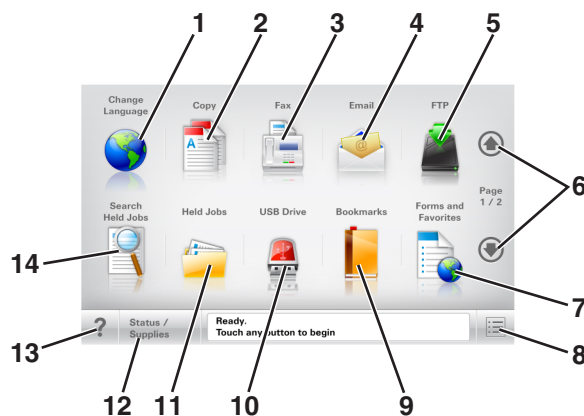 1 2 3 4 5
Change
Language
Copy
Fax
Email
FTP
A
@
6
Page
1 / 2
Search
Held Jobs
Held Jobs
USB Drive
Bookmarks
Forms and
Favorites
14
7
?
Status /
Supplies
Ready.
Touch any button to begin
8
13
12
11
10
9